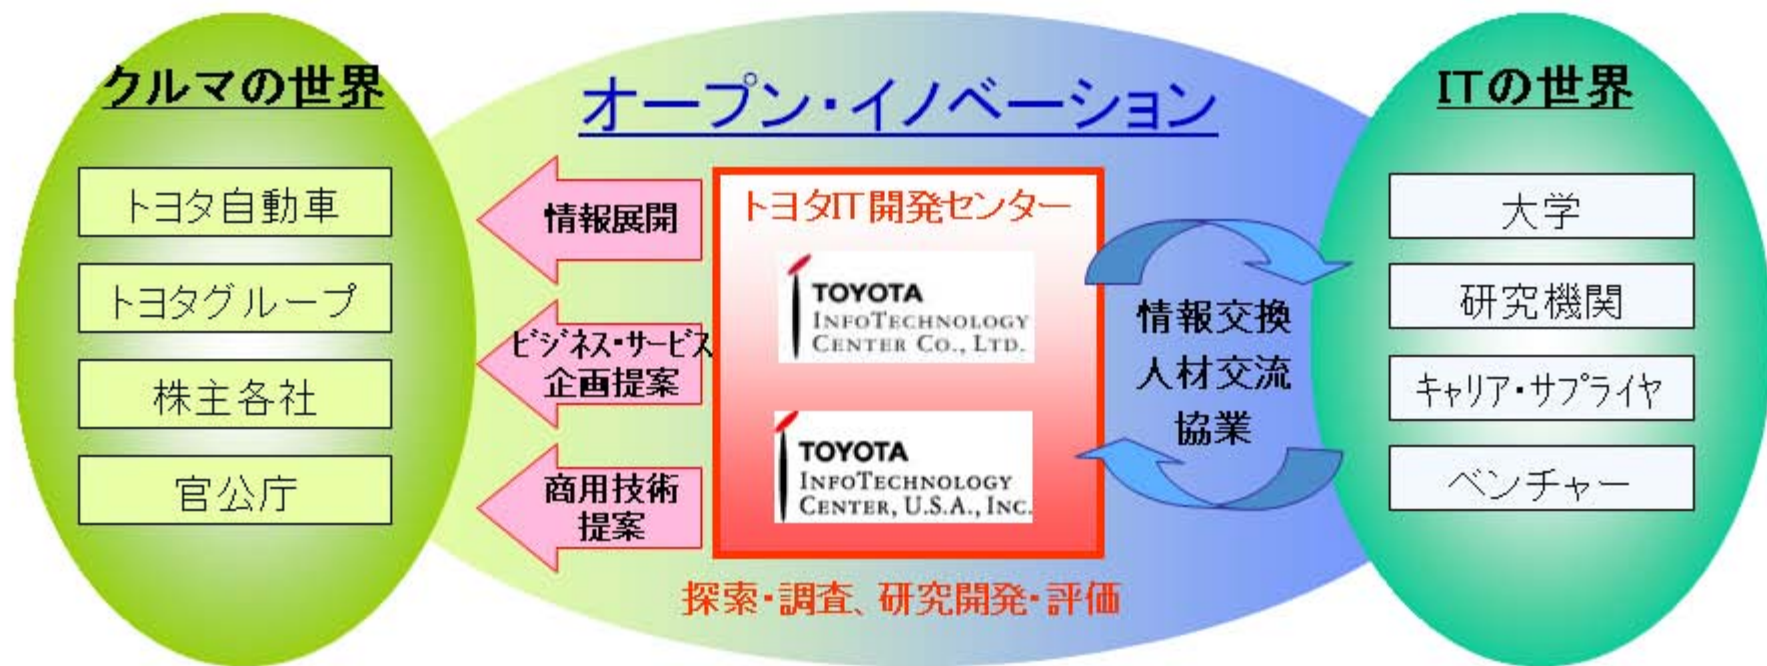 クルマの世界
トヨタ自動車
トヨタグループ
株主各社
官公庁
オープン・イノベーション
情報展開
ビジネス・サービス
企画提案
商用技術
提案
トヨタIT開発センター
TOYOTA
INFOTECHNOLOGY
CENTER CO., LTD.
TOYOTA
INFOTECHNOLOGY
CENTER, U.S.A., INC.
探索・調査、研究開発・評価
情報交換
人材交流
協業
ITの世界
大学
研究機関
キャリア・サプライヤ
ベンチャー